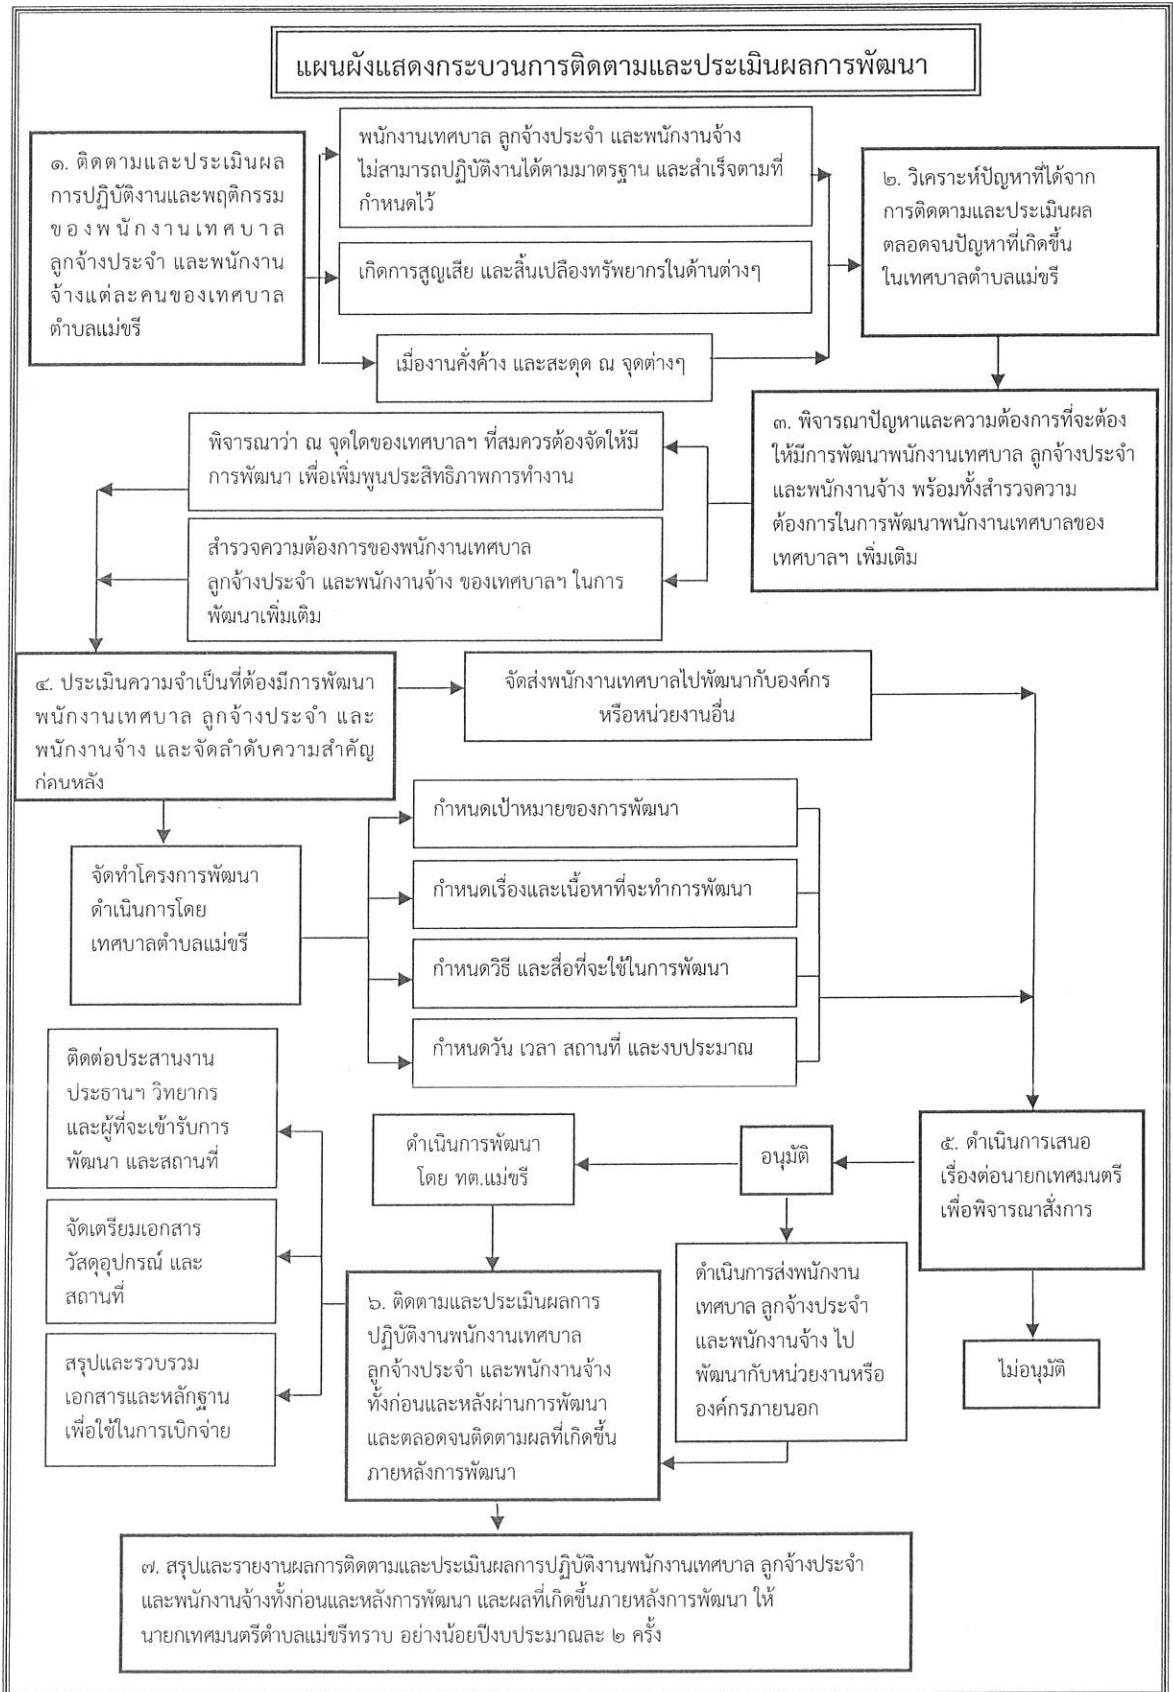 แผนผังแสดงกระบวนการติดตามและประเมินผลการพัฒนา
๑. ติดตามและประเมินผล
การปฏิบัติงานและพฤติกรรม
ของพนักงานเทศบาล
ลูกจ้างประจำ และพนักงาน
จ้างแต่ละคนของเทศบาล
ตำบลแม่ขรี
พนักงานเทศบาล ลูกจ้างประจำ และพนักงานจ้าง
ไม่สามารถปฏิบัติงานได้ตามมาตรฐาน และสำเร็จตามที่
กำหนดไว้
เกิดการสูญเสีย และสิ้นเปลืองทรัพยากรในด้านต่างๆ
เมื่องานคั่งค้าง และสะดุด ณ จุดต่างๆ
๒. วิเคราะห์ปัญหาที่ได้จาก
การติดตามและประเมินผล
ตลอดจนปัญหาที่เกิดขึ้น
ในเทศบาลตำบลแม่ขรี
๓. พิจารณาปัญหาและความต้องการที่จะต้อง
ให้มีการพัฒนาพนักงานเทศบาล ลูกจ้างประจำ
และพนักงานจ้าง พร้อมทั้งสำรวจความ
ต้องการในการพัฒนาพนักงานเทศบาลของ
เทศบาลฯ เพิ่มเติม
พิจารณาว่า ณ จุดใดของเทศบาลฯ ที่สมควรต้องจัดให้มี
การพัฒนา เพื่อเพิ่มพูนประสิทธิภาพการทำงาน
สำรวจความต้องการของพนักงานเทศบาล
ลูกจ้างประจำ และพนักงานจ้าง ของเทศบาลฯ ในการ
พัฒนาเพิ่มเติม
๔. ประเมินความจำเป็นที่ต้องมีการพัฒนา
พนักงานเทศบาล ลูกจ้างประจำ และ
พนักงานจ้าง และจัดลำดับความสำคัญ
ก่อนหลัง
จัดส่งพนักงานเทศบาลไปพัฒนากับองค์กร
หรือหน่วยงานอื่น
จัดทำโครงการพัฒนา
ดำเนินการโดย
เทศบาลตำบลแม่ขรี
กำหนดเป้าหมายของการพัฒนา
กำหนดเรื่องและเนื้อหาที่จะทำการพัฒนา
กำหนดวิธี และสื่อที่จะใช้ในการพัฒนา
กำหนดวัน เวลา สถานที่ และงบประมาณ
๕. ดำเนินการเสนอ
เรื่องต่อนายกเทศมนตรี
เพื่อพิจารณาสั่งการ
อนุมัติ
ไม่อนุมัติ
ดำเนินการพัฒนา
โดย ทต.แม่ขรี
ดำเนินการส่งพนักงาน
เทศบาล ลูกจ้างประจำ
และพนักงานจ้าง ไป
พัฒนากับหน่วยงานหรือ
องค์กรภายนอก
ติดต่อประสานงาน
ประธานฯ วิทยากร
และผู้ที่จะเข้ารับการ
พัฒนา และสถานที่
จัดเตรียมเอกสาร
วัสดุอุปกรณ์ และ
สถานที่
สรุปและรวบรวม
เอกสารและหลักฐาน
เพื่อใช้ในการเบิกจ่าย
๖. ติดตามและประเมินผลการ
ปฏิบัติงานพนักงานเทศบาล
ลูกจ้างประจำ และพนักงานจ้าง
ทั้งก่อนและหลังผ่านการพัฒนา
และตลอดจนติดตามผลที่เกิดขึ้น
ภายหลังการพัฒนา
๗. สรุปและรายงานผลการติดตามและประเมินผลการปฏิบัติงานพนักงานเทศบาล ลูกจ้างประจำ
และพนักงานจ้างทั้งก่อนและหลังการพัฒนา และผลที่เกิดขึ้นภายหลังการพัฒนา ให้
นายกเทศมนตรีตำบลแม่ขรีทราบ อย่างน้อยปีงบประมาณละ ๒ ครั้ง